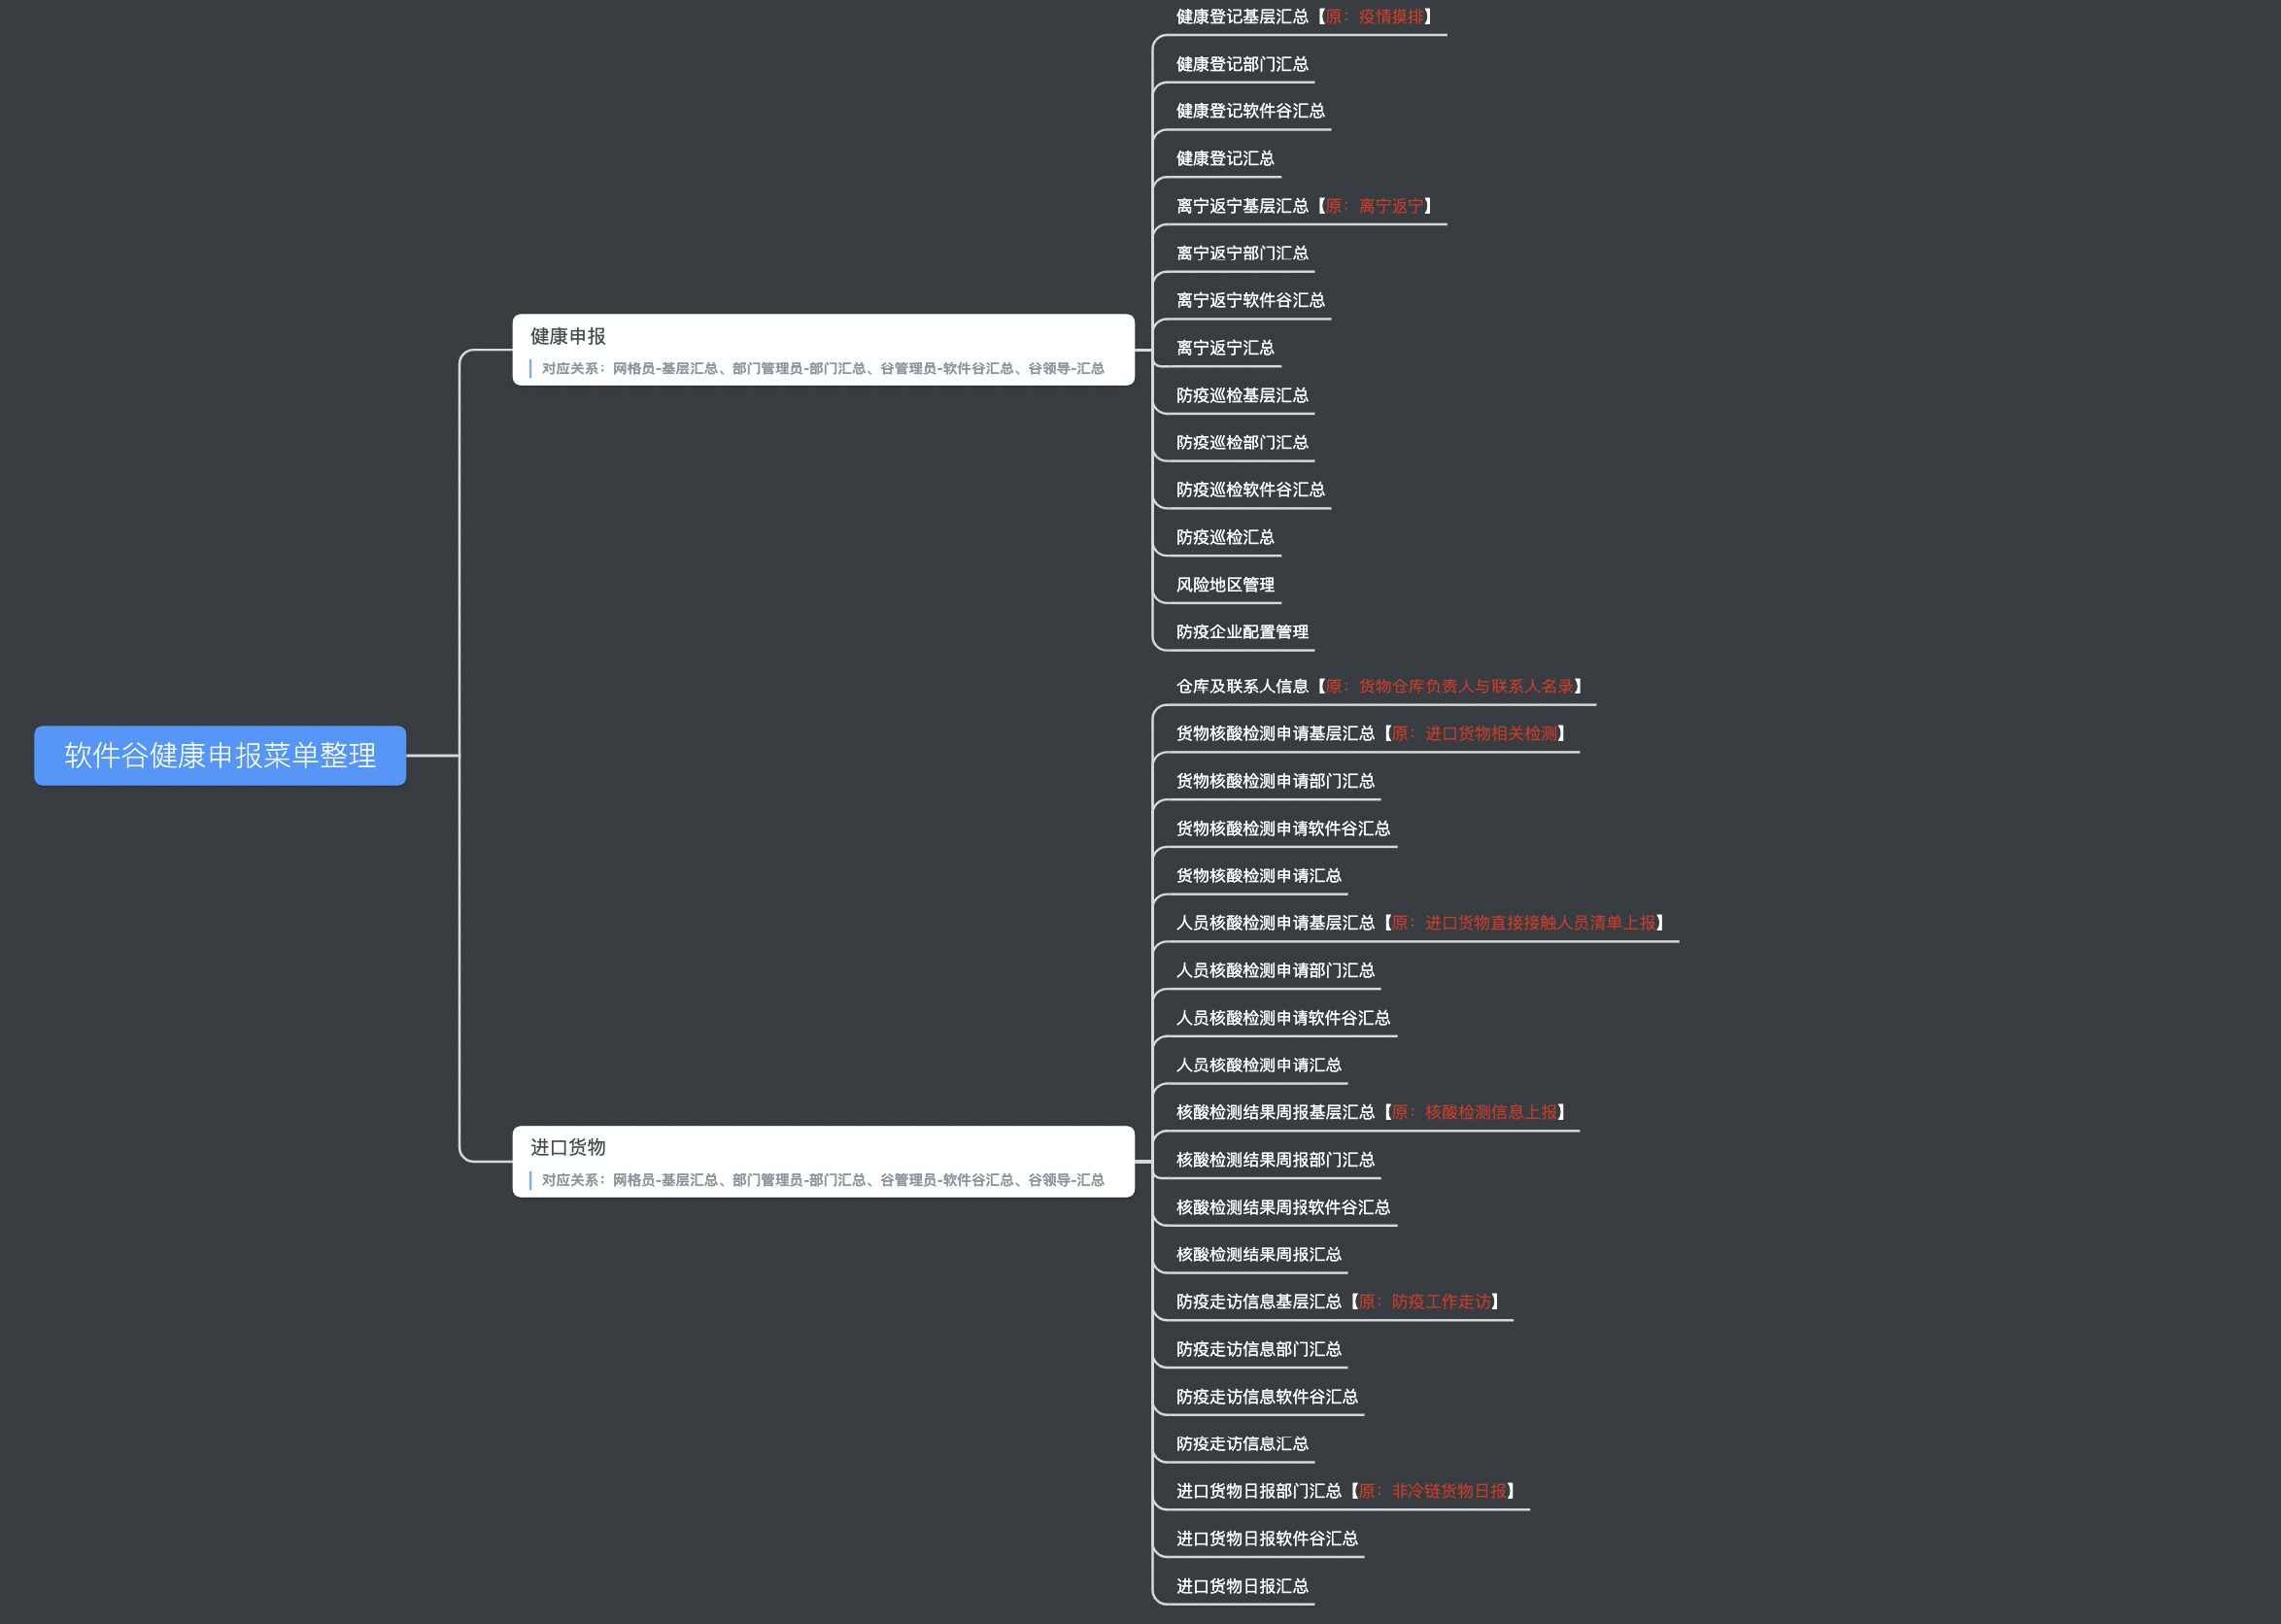 软件谷健康申报菜单整理
健康申报
对应关系：网格员-基层汇总、部门管理员-部门汇总、谷管理员-软件谷汇总、谷领导-汇总
健康登记基层汇总【原：疫情摸排】
健康登记部门汇总
健康登记软件谷汇总
健康登记汇总
离宁返宁基层汇总【原：离宁返宁】
离宁返宁部门汇总
离宁返宁软件谷汇总
离宁返宁汇总
防疫巡检基层汇总
防疫巡检部门汇总
防疫巡检软件谷汇总
防疫巡检汇总
风险地区管理
防疫企业配置管理
进口货物
对应关系：网格员-基层汇总、部门管理员-部门汇总、谷管理员-软件谷汇总、谷领导-汇总
仓库及联系人信息【原：货物仓库负责人与联系人名录】
货物核酸检测申请基层汇总【原：进口货物相关检测】
货物核酸检测申请部门汇总
货物核酸检测申请软件谷汇总
货物核酸检测申请汇总
人员核酸检测申请基层汇总【原：进口货物直接接触人员清单上报】
人员核酸检测申请部门汇总
人员核酸检测申请软件谷汇总
人员核酸检测申请汇总
核酸检测结果周报基层汇总【原：核酸检测信息上报】
核酸检测结果周报部门汇总
核酸检测结果周报软件谷汇总
核酸检测结果周报汇总
防疫走访信息基层汇总【原：防疫工作走访】
防疫走访信息部门汇总
防疫走访信息软件谷汇总
防疫走访信息汇总
进口货物日报部门汇总【原：非冷链货物日报】
进口货物日报软件谷汇总
进口货物日报汇总